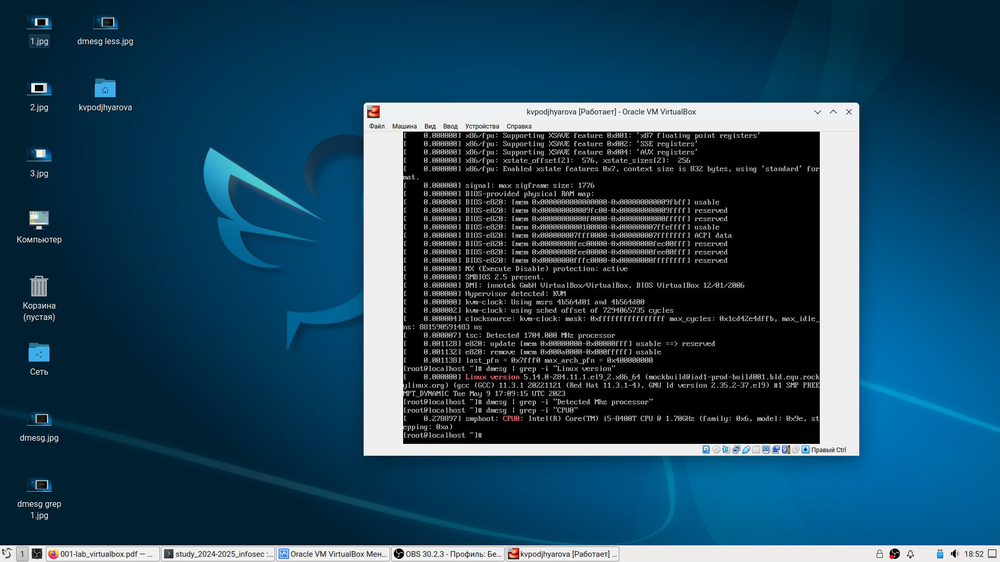 1.jpg
dmesg less.jpg
2.jpg
kvpodjhyarova
3.jpg
Компьютер
Корзина
(пустая)
Сеть
dmesg.jpg
dmesg grep
1.jpg
kvpodjhyarova [Работает] - Oracle VM VirtualBox
Файл Машина Вид Ввод Устройства Справка
[    0.000000] x86/fpu: Supporting XSAVE feature 0x001: 'x87 floating point registers'
[    0.000000] x86/fpu: Supporting XSAVE feature 0x002: 'SSE registers'
[    0.000000] x86/fpu: Supporting XSAVE feature 0x004: 'AVX registers'
[    0.000000] x86/fpu: xstate_offset[2]:  576, xstate_sizes[2]:  256
[    0.000000] x86/fpu: Enabled xstate features 0x7, context size is 832 bytes, using 'standard' for
mat.
[    0.000000] signal: max sigframe size: 1776
[    0.000000] BIOS-provided physical RAM map:
[    0.000000] BIOS-e820: [mem 0x0000000000000000-0x000000000009fbff] usable
[    0.000000] BIOS-e820: [mem 0x000000000009fc00-0x000000000009ffff] reserved
[    0.000000] BIOS-e820: [mem 0x00000000000f0000-0x00000000000fffff] reserved
[    0.000000] BIOS-e820: [mem 0x0000000000100000-0x000000007ffeffff] usable
[    0.000000] BIOS-e820: [mem 0x000000007fff0000-0x000000007fffffff] ACPI data
[    0.000000] BIOS-e820: [mem 0x00000000fec00000-0x00000000fec00fff] reserved
[    0.000000] BIOS-e820: [mem 0x00000000fee00000-0x00000000fee00fff] reserved
[    0.000000] BIOS-e820: [mem 0x00000000fffc0000-0x00000000ffffffff] reserved
[    0.000000] NX (Execute Disable) protection: active
[    0.000000] SMBIOS 2.5 present.
[    0.000000] DMI: innotek GmbH VirtualBox/VirtualBox, BIOS VirtualBox 12/01/2006
[    0.000000] Hypervisor detected: KVM
[    0.000000] kvm-clock: Using msrs 4b564d01 and 4b564d00
[    0.000002] kvm-clock: using sched offset of 7294065735 cycles
[    0.000004] clocksource: kvm-clock: mask: 0xffffffffffffffff max_cycles: 0x1cd42e4dffb, max_idle_
ns: 881590591483 ns
[    0.000007] tsc: Detected 1704.000 MHz processor
[    0.001128] e820: update [mem 0x00000000-0x00000fff] usable ==> reserved
[    0.001132] e820: remove [mem 0x000a0000-0x000fffff] usable
[    0.001138] last_pfn = 0x7fff0 max_arch_pfn = 0x400000000
[root@localhost ~]# dmesg | grep -i "Linux version"
[    0.000000] Linux version 5.14.0-284.11.1.el9_2.x86_64 (mockbuild@iad1-prod-build001.bld.equ.rock
ylinux.org) (gcc (GCC) 11.3.1 20221121 (Red Hat 11.3.1-4), GNU ld version 2.35.2-37.el9) #1 SMP PREE
MPT_DYNAMIC Tue May 9 17:09:15 UTC 2023
[root@localhost ~]# dmesg | grep -i "Detected Mhz processor"
[root@localhost ~]# dmesg | grep -i "CPU0"
[    0.278897] smpboot: CPU0: Intel(R) Core(TM) i5-8400T CPU @ 1.70GHz (family: 0x6, model: 0x9e, st
epping: 0xa)
[root@localhost ~]#
Правый Ctrl
1
001-lab_virtualbox.pdf — ...
study_2024-2025_infosec :...
Oracle VM VirtualBox Мен...
OBS 30.2.3 - Профиль: Бе...
kvpodjhyarova [Работает] ...
18:52